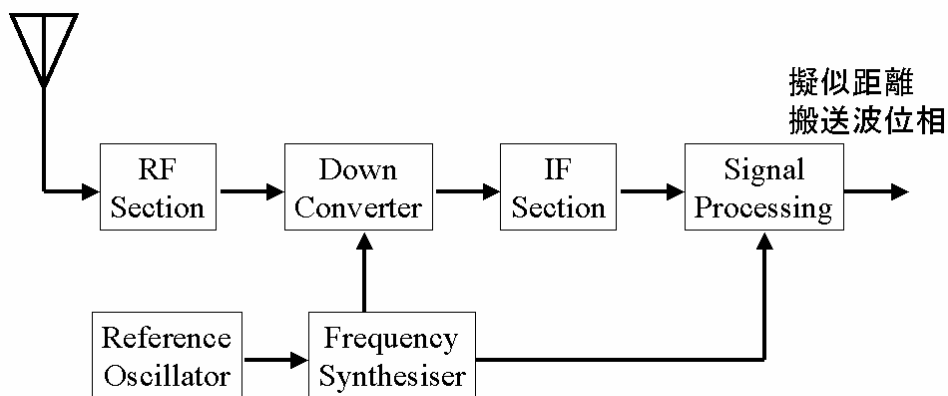 擬似距離
搬送波位相
RF
Section
Down
Converter
IF
Section
Signal
Processing
Reference
Oscillator
Frequency
Synthesiser